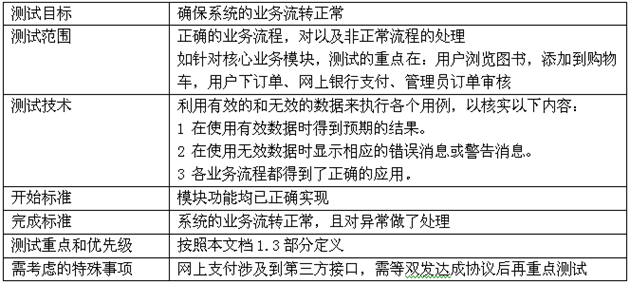 测试目标 确保系统的业务流转正常
测试范围 正确的业务流程，对以及非正常流程的处理
如针对核心业务模块，测试的重点在：用户浏览图书，添加到购物
车，用户下订单、网上银行支付、管理员订单审核
测试技术 利用有效的和无效的数据来执行各个用例，以核实以下内容：
1 在使用有效数据时得到预期的结果。
2 在使用无效数据时显示相应的错误消息或警告消息。
3 各业务流程都得到了正确的应用。
开始标准 模块功能均已正确实现
完成标准 系统的业务流转正常，且对异常做了处理
测试重点和优先级 按照本文档1.3部分定义
需考虑的特殊事项 网上支付涉及到第三方接口，需等双发达成协议后再重点测试